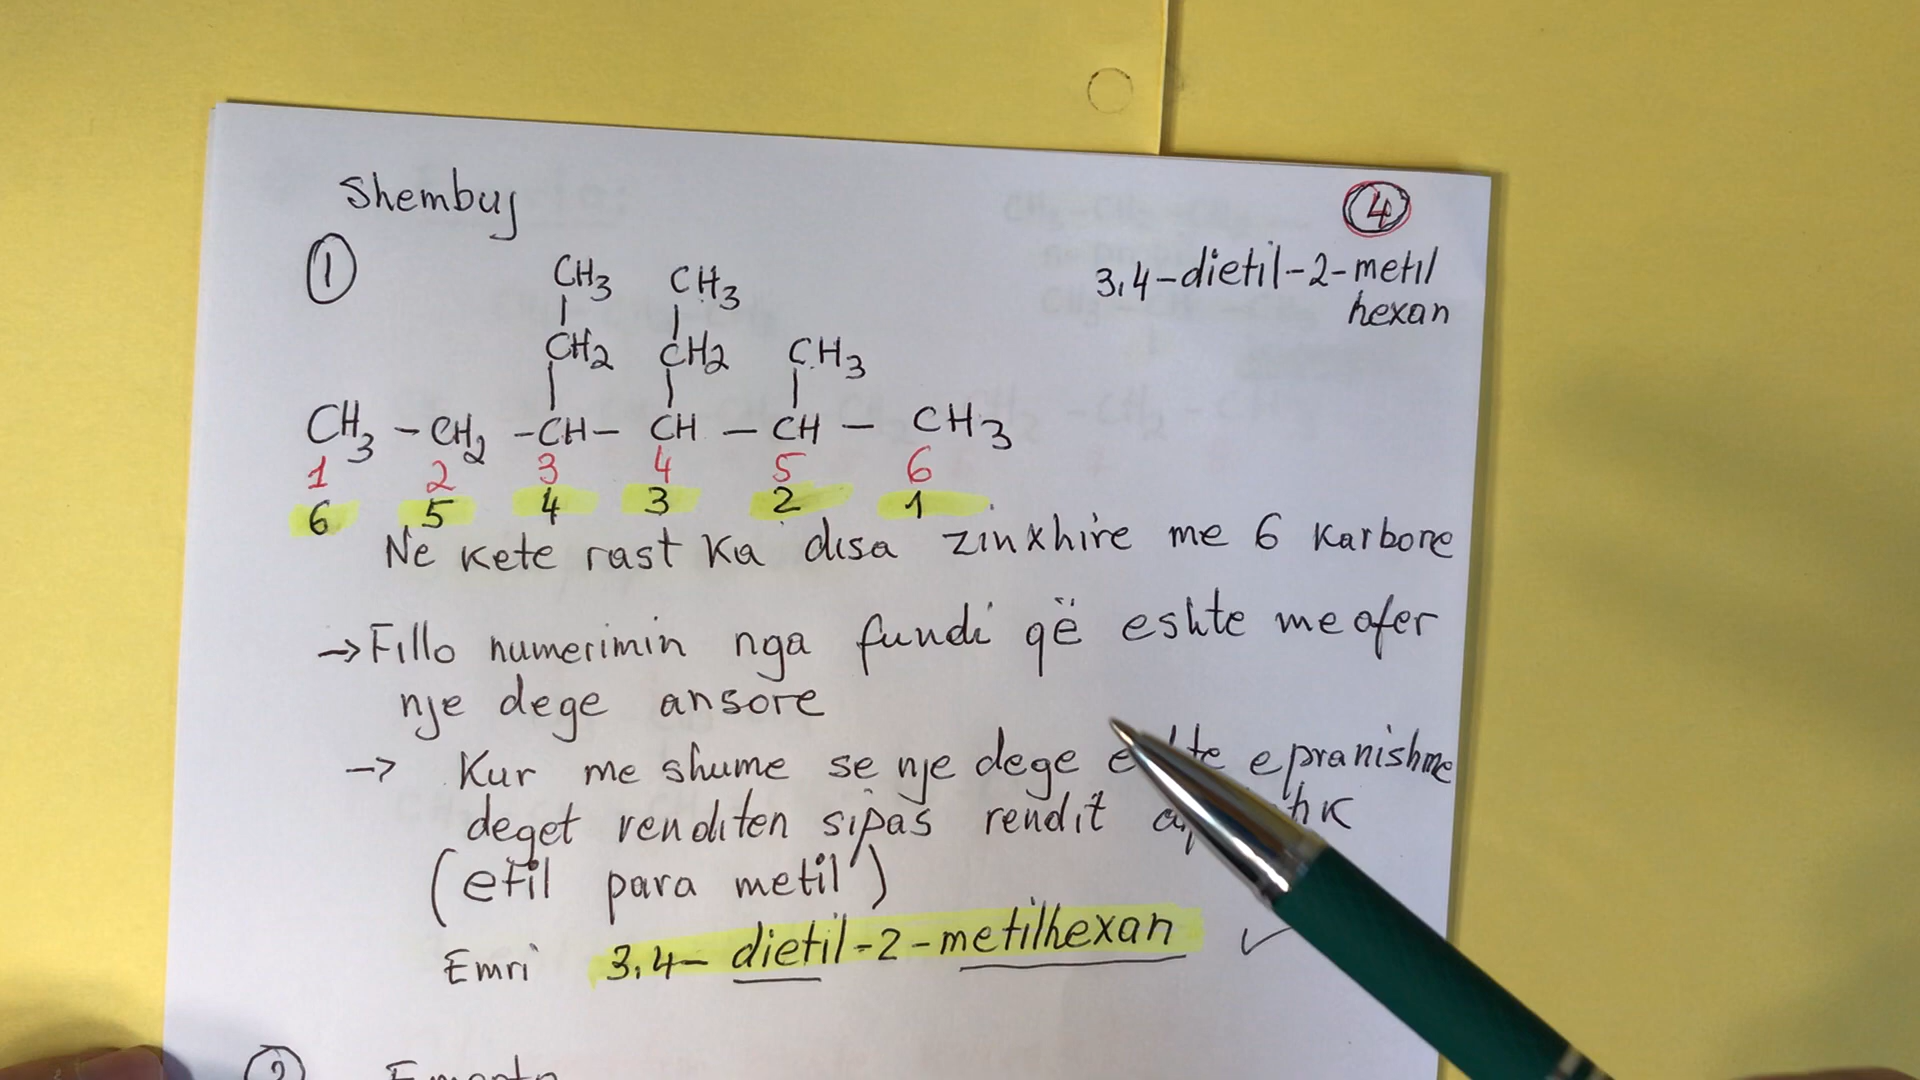 Shembuj
④
①
3,4-dietil-2-metil
hexan
CH3 CH3
CH2 CH2 CH3
CH3 - CH2 - CH - CH - CH - CH3
1 2 3 4 5 6
6 5 4 3 2 1
Ne kete rast ka disa zinxhire me 6 karbone
→ Fillo numerimin nga fundi që eshte me afer
nje dege ansore
→ Kur me shume se nje dege e pranishme
deget renditen sipas rendit
(etil para metil)
Emri 3,4-dietil-2-metilhexan ✓
②